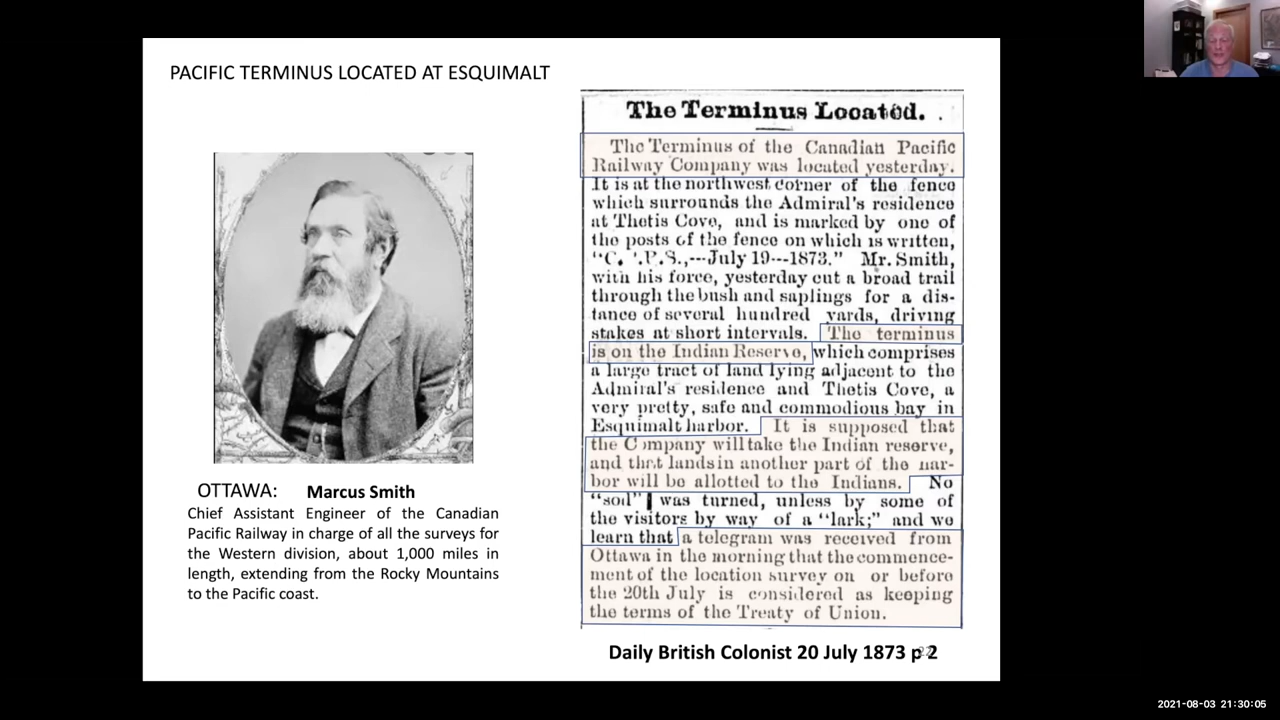 PACIFIC TERMINUS LOCATED AT ESQUIMALT
OTTAWA: Marcus Smith
Chief Assistant Engineer of the Canadian
Pacific Railway in charge of all the surveys for
the Western division, about 1,000 miles in
length, extending from the Rocky Mountains
to the Pacific coast.
The Terminus Located.
The Terminus of the Canadian Pacific
Railway Company was located yesterday.
It is at the northwest corner of the fence
which surrounds the Admiral's residence
at Thetis Cove, and is marked by one of
the posts of the fence on which is written,
"C. .P.S.,---July 19---1873." Mr. Smith,
with his force, yesterday cut a broad trail
through the bush and saplings for a dis-
tance of several hundred yards, driving
stakes at short intervals. The terminus
is on the Indian Reserve, which comprises
a large tract of land lying adjacent to the
Admiral's residence and Thetis Cove, a
very pretty, safe and commodious bay in
Esquimalt harbor. It is supposed that
the Company will take the Indian reserve,
and that lands in another part of the har-
bor will be allotted to the Indians. No
"soil" was turned, unless by some of
the visitors by way of a "lark;" and we
learn that a telegram was received from
Ottawa in the morning that the commence-
ment of the location survey on or before
the 20th July is considered as keeping
the terms of the Treaty of Union.
Daily British Colonist 20 July 1873 p 2
2021-08-03 21:30:05